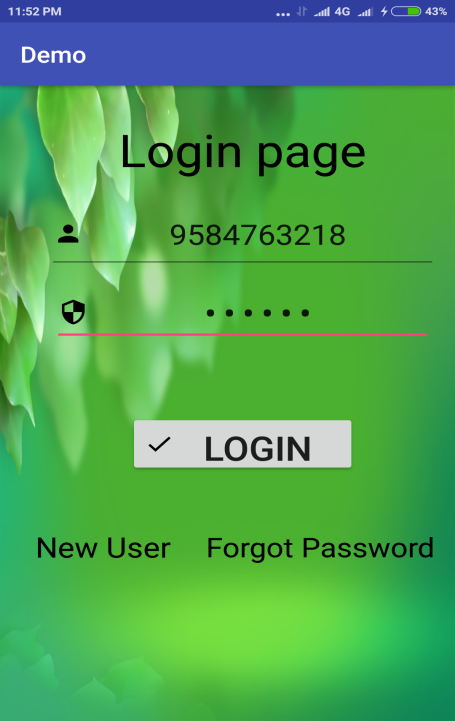 11:52 PM ... 4G 43%
Demo
Login page
9584763218
••••••
LOGIN
New User Forgot Password